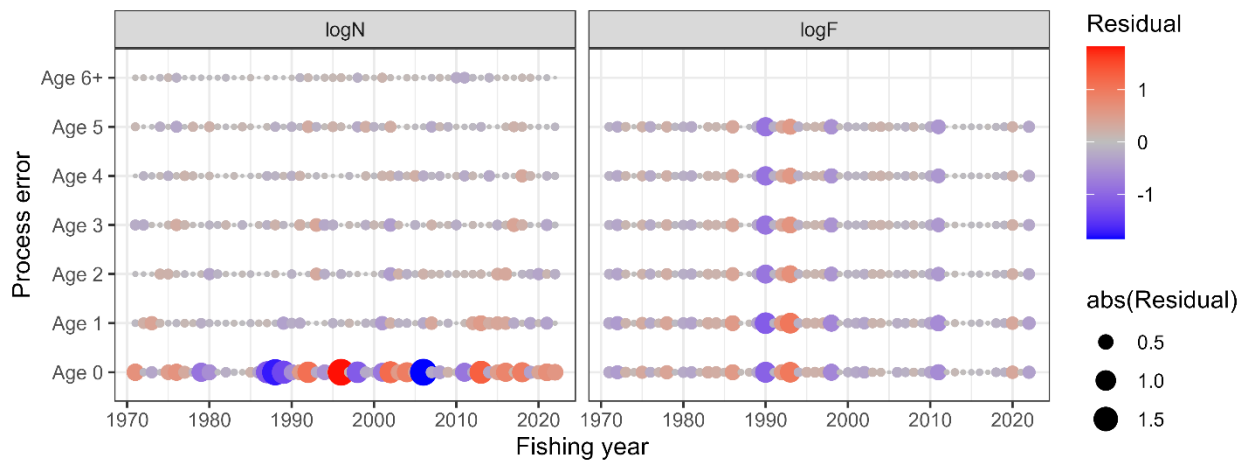 logN
logF
Process error
Age 6+
Age 5
Age 4
Age 3
Age 2
Age 1
Age 0
1970 1980 1990 2000 2010 2020
1970 1980 1990 2000 2010 2020
Fishing year
Residual
1
0
-1
abs(Residual)
0.5
1.0
1.5